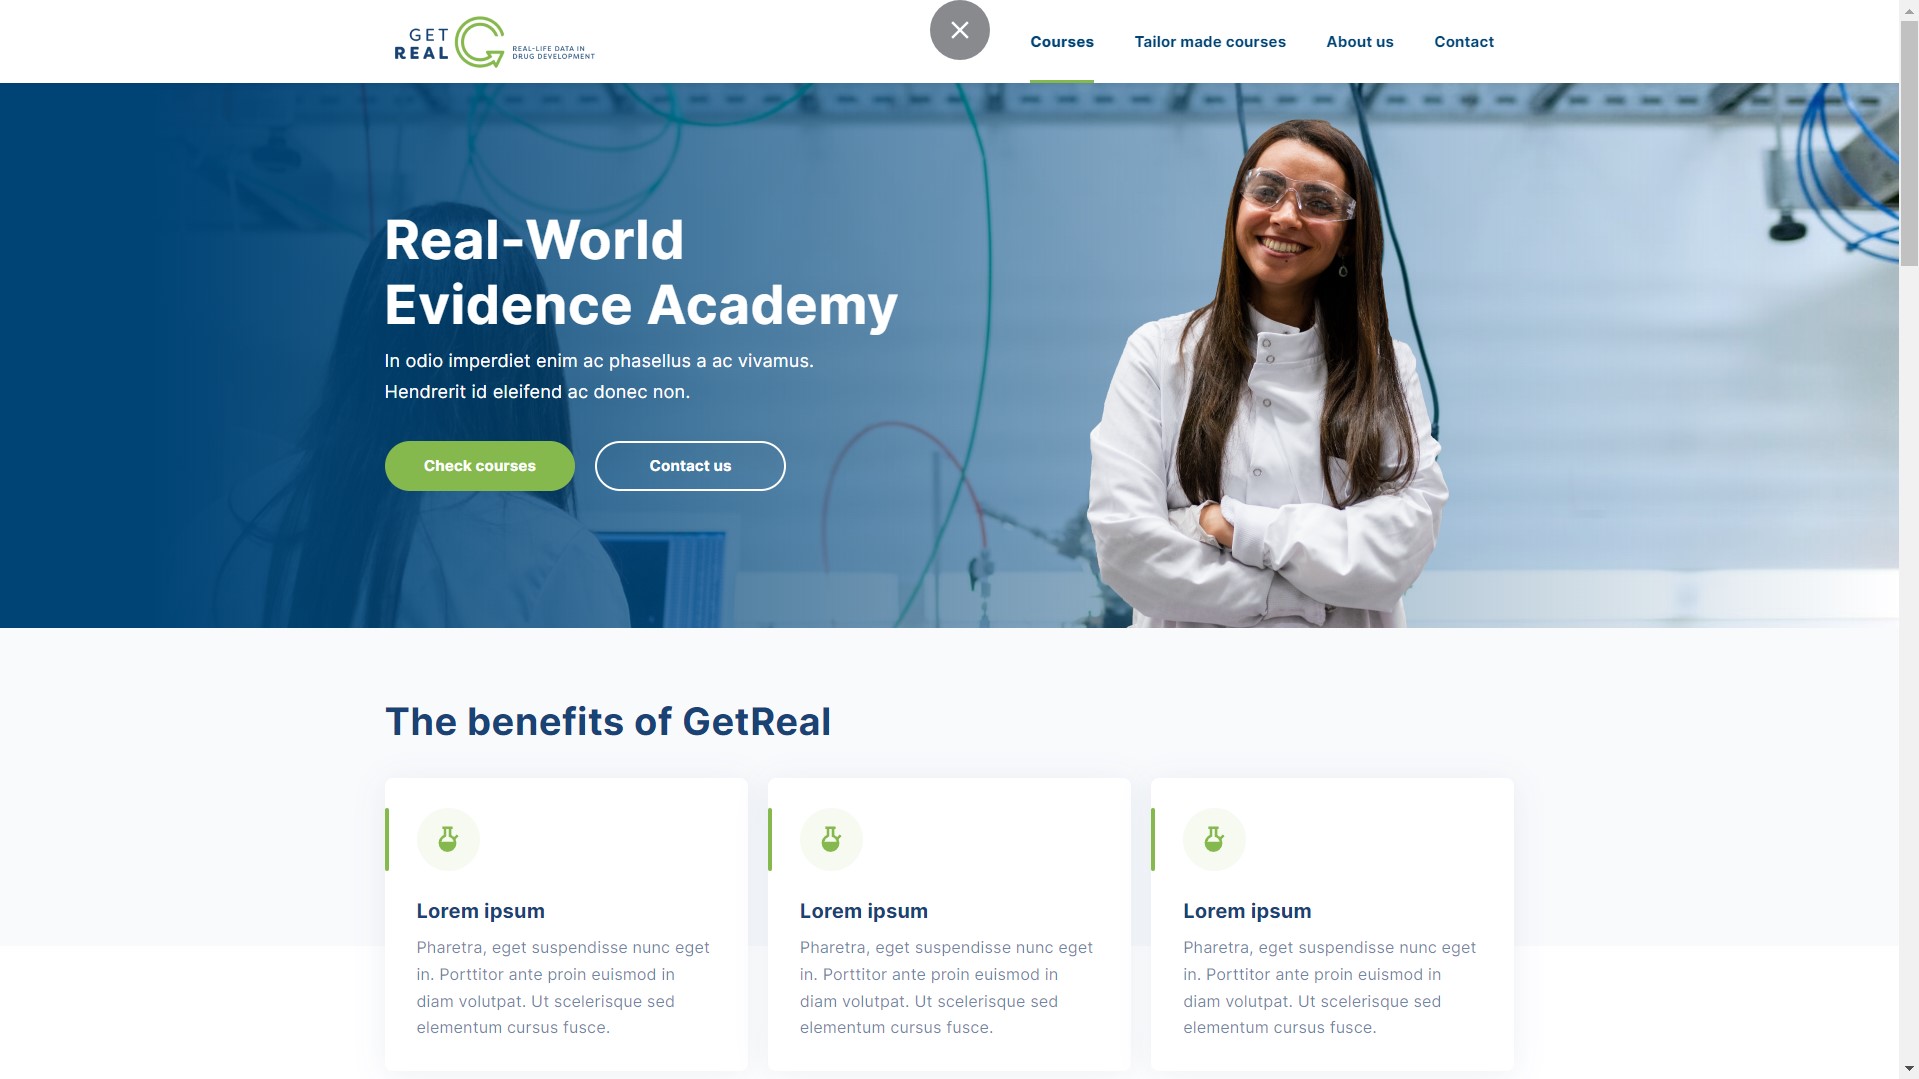 GET
REAL
REAL-LIFE DATA IN
DRUG DEVELOPMENT
Courses
Tailor made courses
About us
Contact
Real-World
Evidence Academy
In odio imperdiet enim ac phasellus a ac vivamus.
Hendrerit id eleifend ac donec non.
Check courses
Contact us
The benefits of GetReal
Lorem ipsum
Pharetra, eget suspendisse nunc eget
in. Porttitor ante proin euismod in
diam volutpat. Ut scelerisque sed
elementum cursus fusce.
Lorem ipsum
Pharetra, eget suspendisse nunc eget
in. Porttitor ante proin euismod in
diam volutpat. Ut scelerisque sed
elementum cursus fusce.
Lorem ipsum
Pharetra, eget suspendisse nunc eget
in. Porttitor ante proin euismod in
diam volutpat. Ut scelerisque sed
elementum cursus fusce.